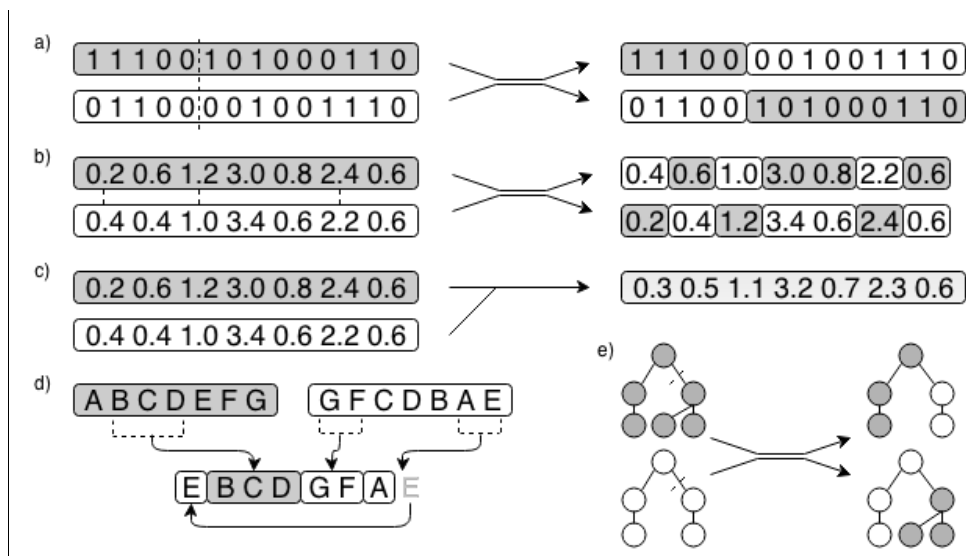 a)
1 1 1 0 0 1 0 1 0 0 0 1 1 0
0 1 1 0 0 0 0 1 0 0 1 1 1 0
1 1 1 0 0 0 0 1 0 0 1 1 1 0
0 1 1 0 0 1 0 1 0 0 0 1 1 0
b)
0.2 0.6 1.2 3.0 0.8 2.4 0.6
0.4 0.4 1.0 3.4 0.6 2.2 0.6
0.4 0.6 1.0 3.0 0.8 2.2 0.6
0.2 0.4 1.2 3.4 0.6 2.4 0.6
c)
0.2 0.6 1.2 3.0 0.8 2.4 0.6
0.4 0.4 1.0 3.4 0.6 2.2 0.6
0.3 0.5 1.1 3.2 0.7 2.3 0.6
d)
A B C D E F G
G F C D B A E
E B C D G F A E
e)